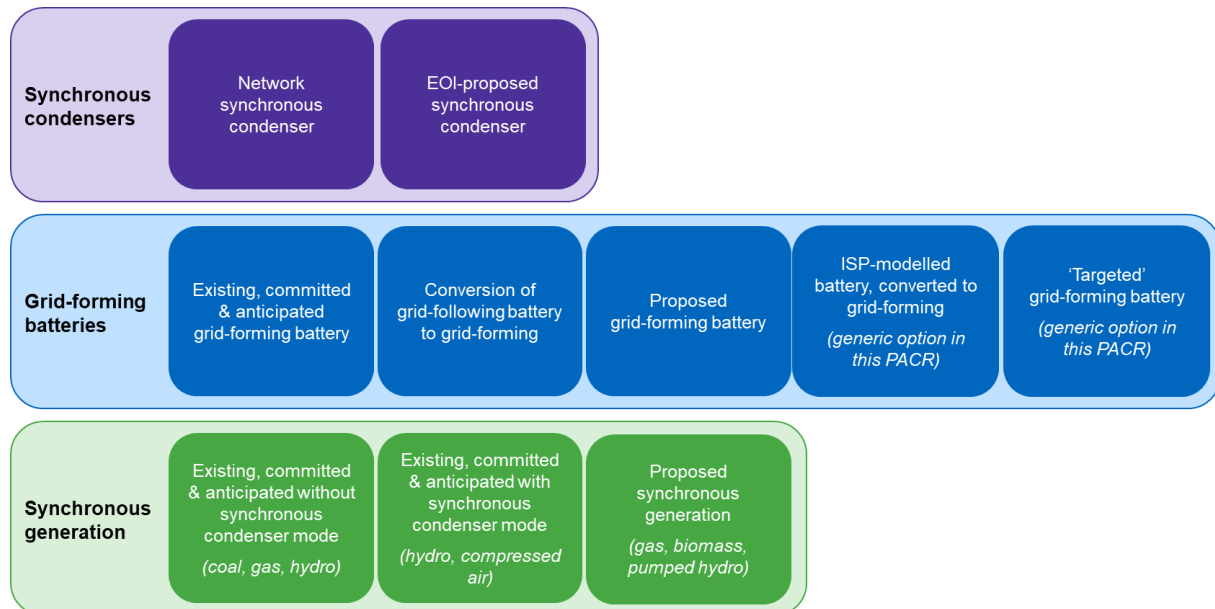 Synchronous
condensers
Network
synchronous
condenser
EOI-proposed
synchronous
condenser
Grid-forming
batteries
Existing, committed
& anticipated
grid-forming battery
Conversion of
grid-following battery
to grid-forming
Proposed
grid-forming battery
ISP-modelled
battery, converted to
grid-forming
(generic option in
this PACR)
‘Targeted’
grid-forming battery
(generic option in
this PACR)
Synchronous
generation
Existing, committed
& anticipated without
synchronous
condenser mode
(coal, gas, hydro)
Existing, committed
& anticipated with
synchronous
condenser mode
(hydro, compressed
air)
Proposed
synchronous
generation
(gas, biomass,
pumped hydro)